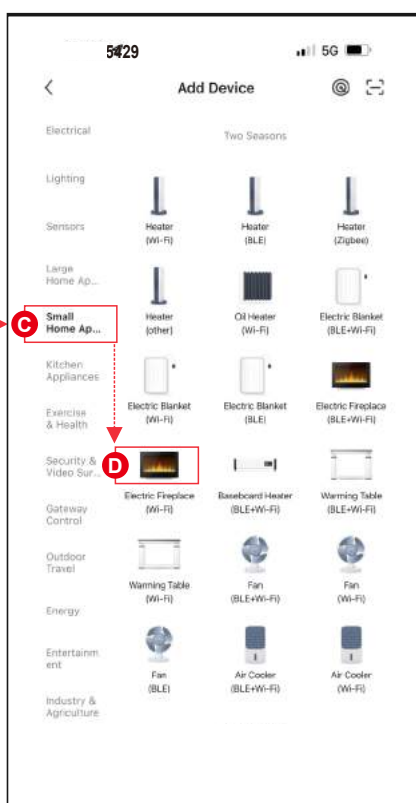 5429
5G
Add Device
Electrical
Two Seasons
Lighting
Heater
(Wi-Fi)
Heater
(BLE)
Heater
(Zigbee)
Sensors
Large
Home Ap...
Heater
(other)
Oil Heater
(Wi-Fi)
Electric Blanket
(BLE+Wi-Fi)
C
Small
Home Ap...
Kitchen
Appliances
Electric Blanket
(Wi-Fi)
Electric Blanket
(BLE)
Electric Fireplace
(BLE+Wi-Fi)
Exercise
& Health
D
Security &
Video Sur...
Electric Fireplace
(Wi-Fi)
Baseboard Heater
(BLE+Wi-Fi)
Warming Table
(BLE+Wi-Fi)
Gateway
Control
Outdoor
Travel
Warming Table
(Wi-Fi)
Fan
(BLE+Wi-Fi)
Fan
(Wi-Fi)
Energy
Entertainm
ent
Fan
(BLE)
Air Cooler
(BLE+Wi-Fi)
Air Cooler
(Wi-Fi)
Industry &
Agriculture